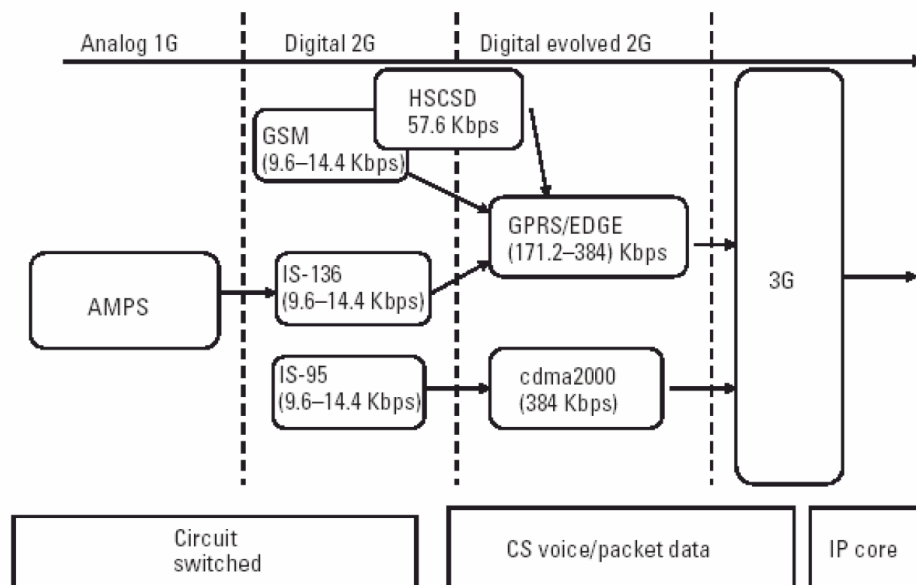 Analog 1G
Digital 2G
Digital evolved 2G
HSCSD
57.6 Kbps
GSM
(9.6–14.4 Kbps)
GPRS/EDGE
(171.2–384) Kbps
IS-136
(9.6–14.4 Kbps)
AMPS
3G
IS-95
(9.6–14.4 Kbps)
cdma2000
(384 Kbps)
Circuit
switched
CS voice/packet data
IP core